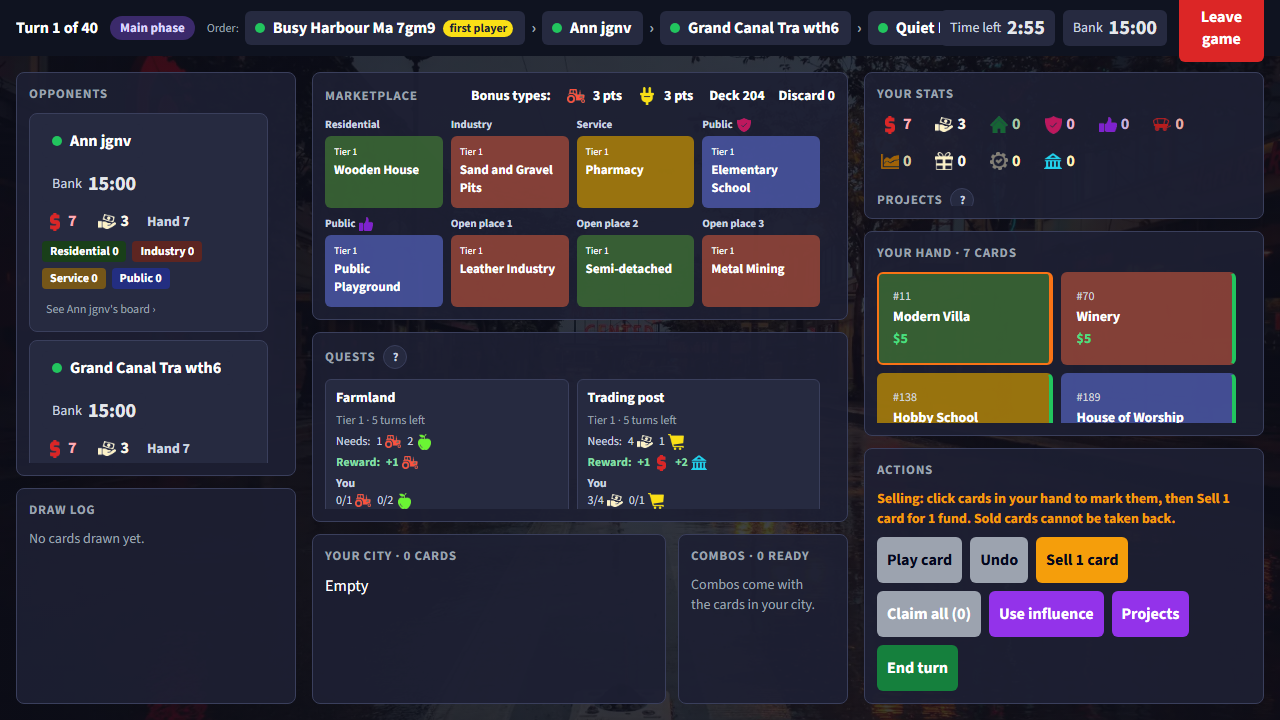 Turn 1 of 40 Main phase Order: Busy Harbour Ma 7gm9 first player › Ann jgnv › Grand Canal Tra wth6 › Quiet Time left 2:55 Bank 15:00 Leave game
OPPONENTS
Ann jgnv
Bank 15:00
7 3 Hand 7
Residential 0 Industry 0
Service 0 Public 0
See Ann jgnv's board ›
Grand Canal Tra wth6
Bank 15:00
7 3 Hand 7
DRAW LOG
No cards drawn yet.
MARKETPLACE Bonus types: 3 pts 3 pts Deck 204 Discard 0
Residential Industry Service Public
Tier 1 Tier 1 Tier 1 Tier 1
Wooden House Sand and Gravel Pits Pharmacy Elementary School
Public Open place 1 Open place 2 Open place 3
Tier 1 Tier 1 Tier 1 Tier 1
Public Playground Leather Industry Semi-detached Metal Mining
QUESTS ?
Farmland
Tier 1 · 5 turns left
Needs: 1 2
Reward: +1
You
0/1 0/2
Trading post
Tier 1 · 5 turns left
Needs: 4 1
Reward: +1 +2
You
3/4 0/1
YOUR CITY · 0 CARDS
Empty
COMBOS · 0 READY
Combos come with
the cards in your city.
YOUR STATS
7 3 0 0 0 0
0 0 0 0
PROJECTS ?
YOUR HAND · 7 CARDS
#11
Modern Villa
$5
#70
Winery
$5
#138
Hobby School
#189
House of Worship
ACTIONS
Selling: click cards in your hand to mark them, then Sell 1
card for 1 fund. Sold cards cannot be taken back.
Play card Undo Sell 1 card
Claim all (0) Use influence Projects
End turn